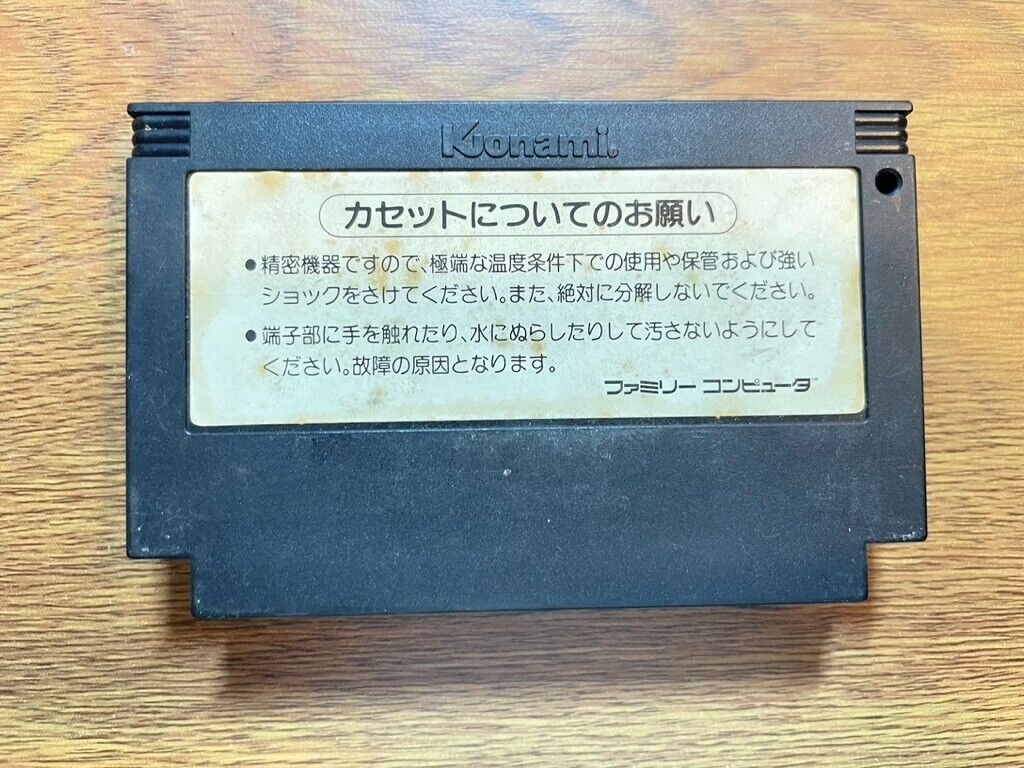 Konami.
カセットについてのお願い
●精密機器ですので、極端な温度条件下での使用や保管および強い
ショックをさけてください。また、絶対に分解しないでください。
●端子部に手を触れたり、水にぬらしたりして汚さないようにして
ください。故障の原因となります。
ファミリー コンピュータ™